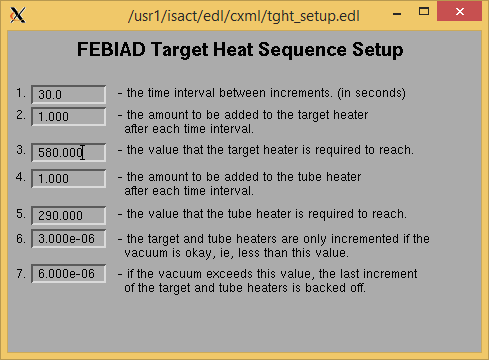 /usr1/isact/edl/cxml/tght_setup.edl
FEBIAD Target Heat Sequence Setup
1. 30.0 - the time interval between increments. (in seconds)
2. 1.000 - the amount to be added to the target heater
after each time interval.
3. 580.000 - the value that the target heater is required to reach.
4. 1.000 - the amount to be added to the tube heater
after each time interval.
5. 290.000 - the value that the tube heater is required to reach.
6. 3.000e-06 - the target and tube heaters are only incremented if the
vacuum is okay, ie, less than this value.
7. 6.000e-06 - if the vacuum exceeds this value, the last increment
of the target and tube heaters is backed off.